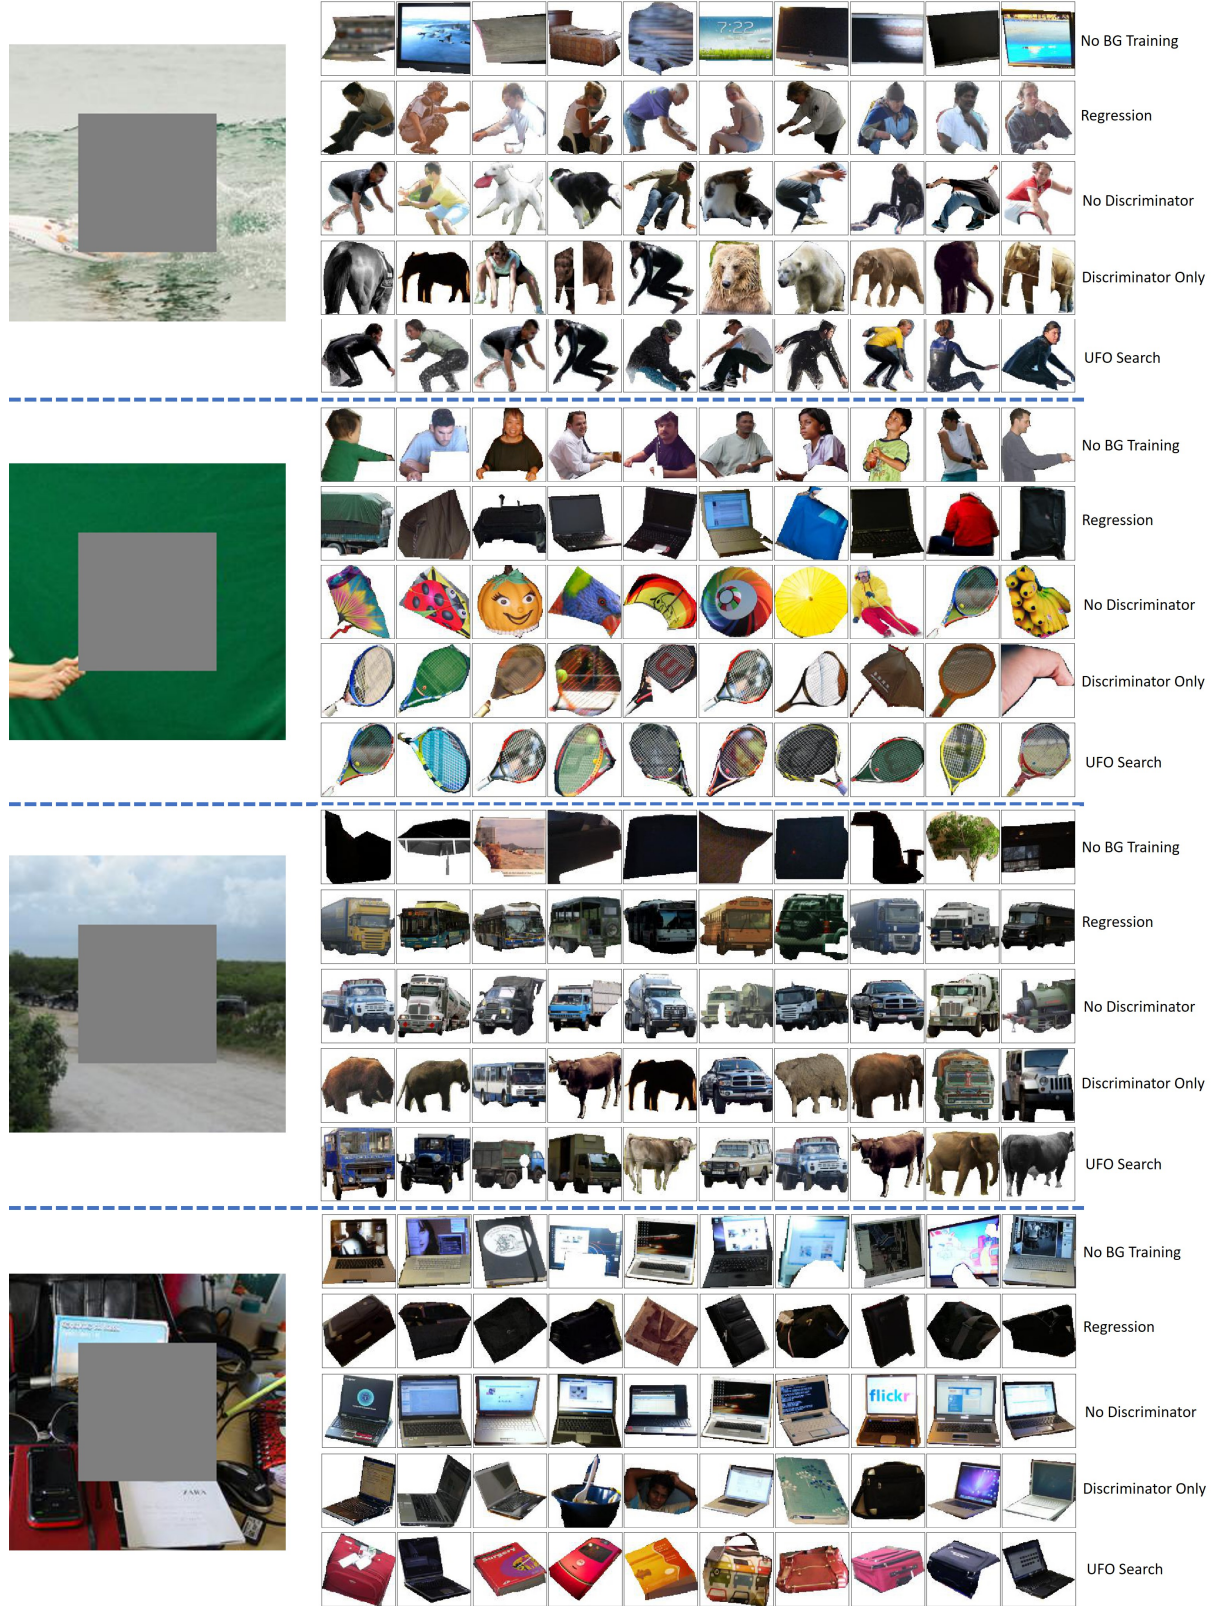 7:22
No BG Training
Regression
No Discriminator
Discriminator Only
UFO Search
No BG Training
Regression
No Discriminator
Discriminator Only
UFO Search
No BG Training
Regression
No Discriminator
Discriminator Only
UFO Search
No BG Training
Regression
flickr
No Discriminator
ZARA
Discriminator Only
Surgery
UFO Search